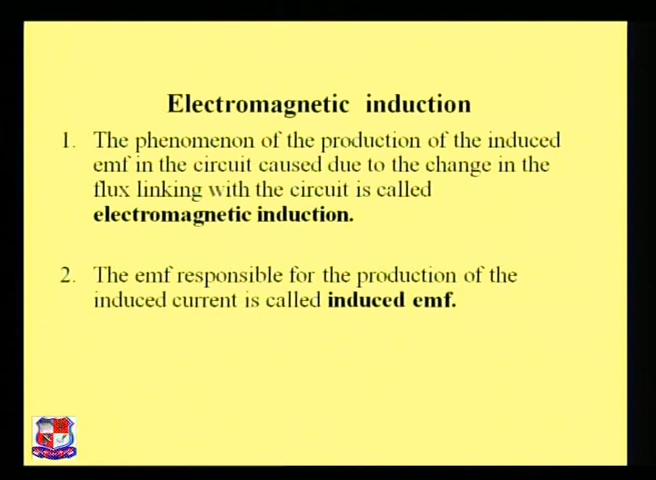 Electromagnetic induction
1. The phenomenon of the production of the induced
emf in the circuit caused due to the change in the
flux linking with the circuit is called
electromagnetic induction.
2. The emf responsible for the production of the
induced current is called induced emf.